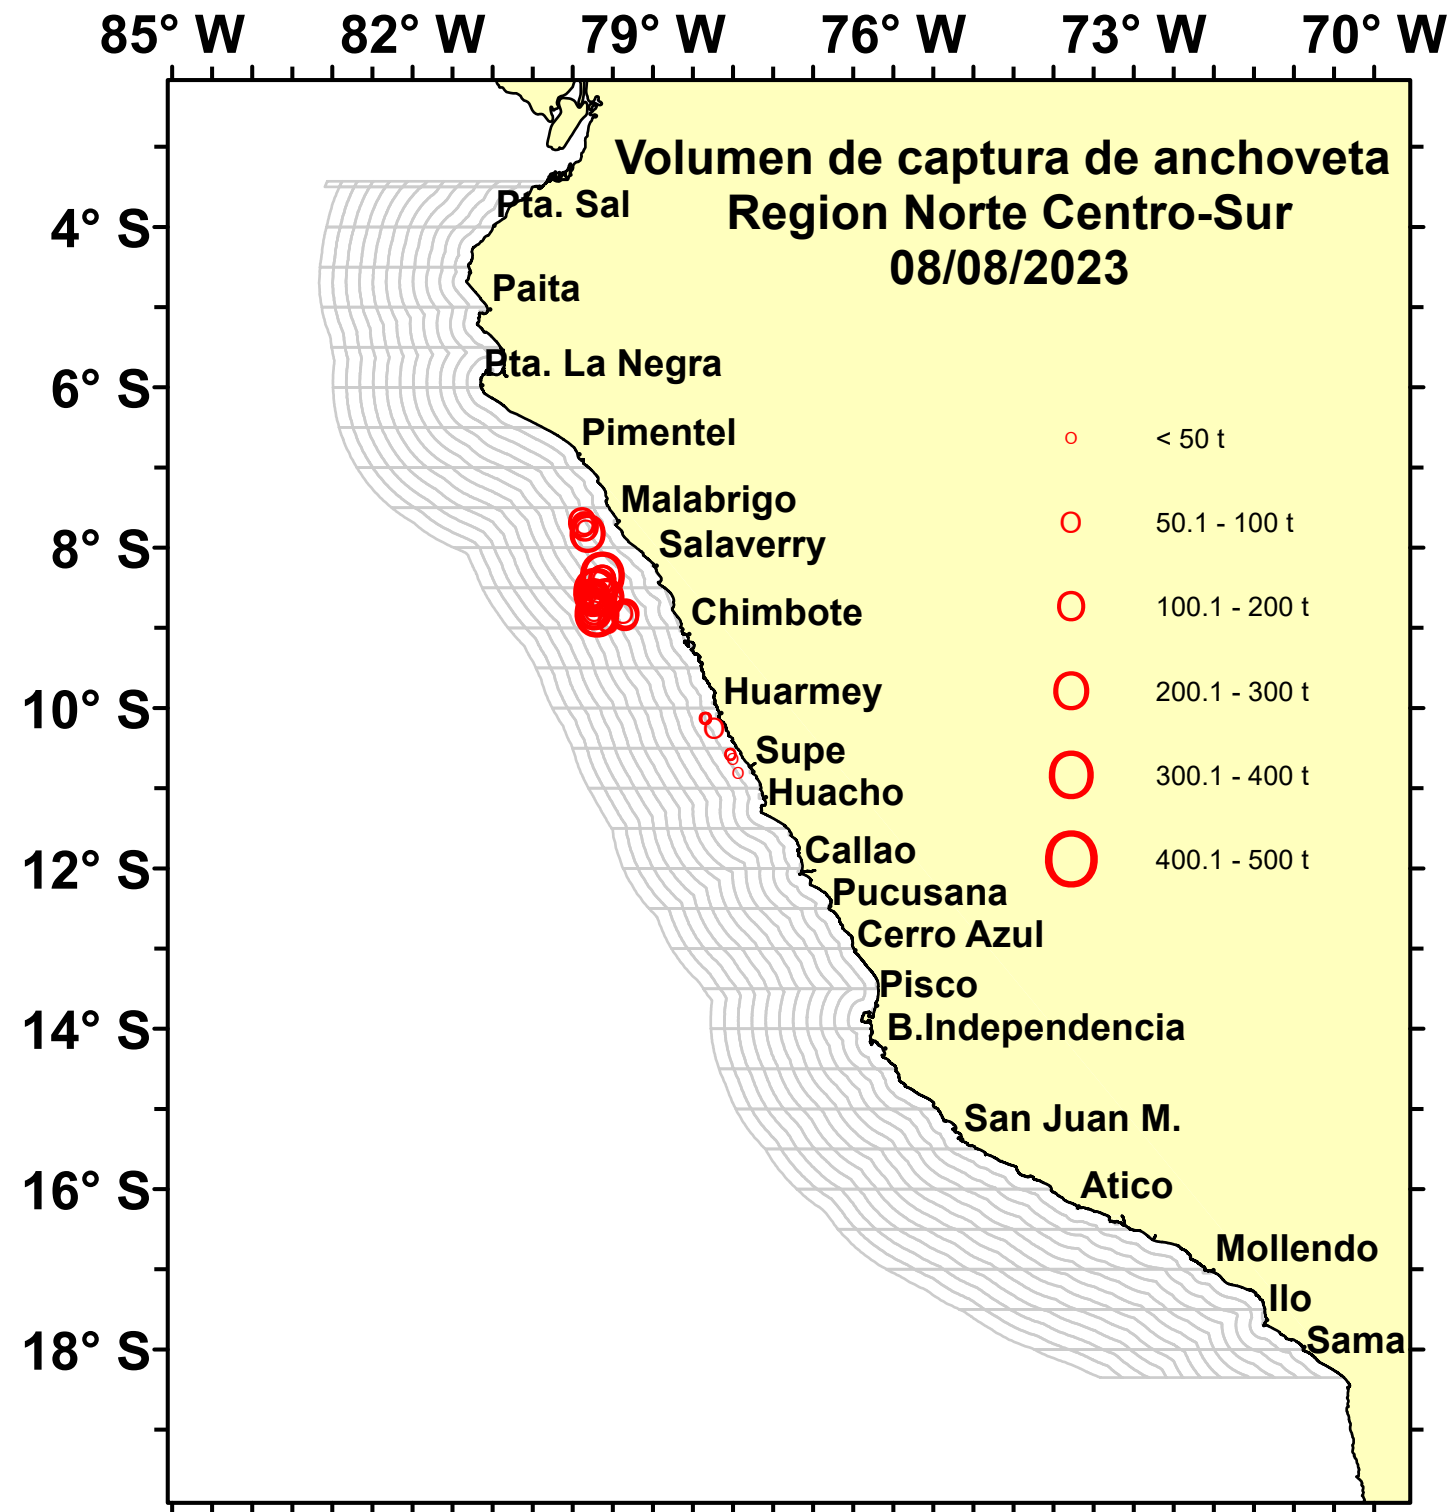 85° W 82° W 79° W 76° W 73° W 70° W
Volumen de captura de anchoveta
Region Norte Centro-Sur
08/08/2023
Pta. Sal
4° S
Paita
Pta. La Negra
6° S
Pimentel
< 50 t
Malabrigo
50.1 - 100 t
Salaverry
8° S
Chimbote
100.1 - 200 t
Huarmey
200.1 - 300 t
10° S
Supe
300.1 - 400 t
Huacho
Callao
400.1 - 500 t
12° S
Pucusana
Cerro Azul
Pisco
B.Independencia
14° S
San Juan M.
Atico
16° S
Mollendo
Ilo
Sama
18° S